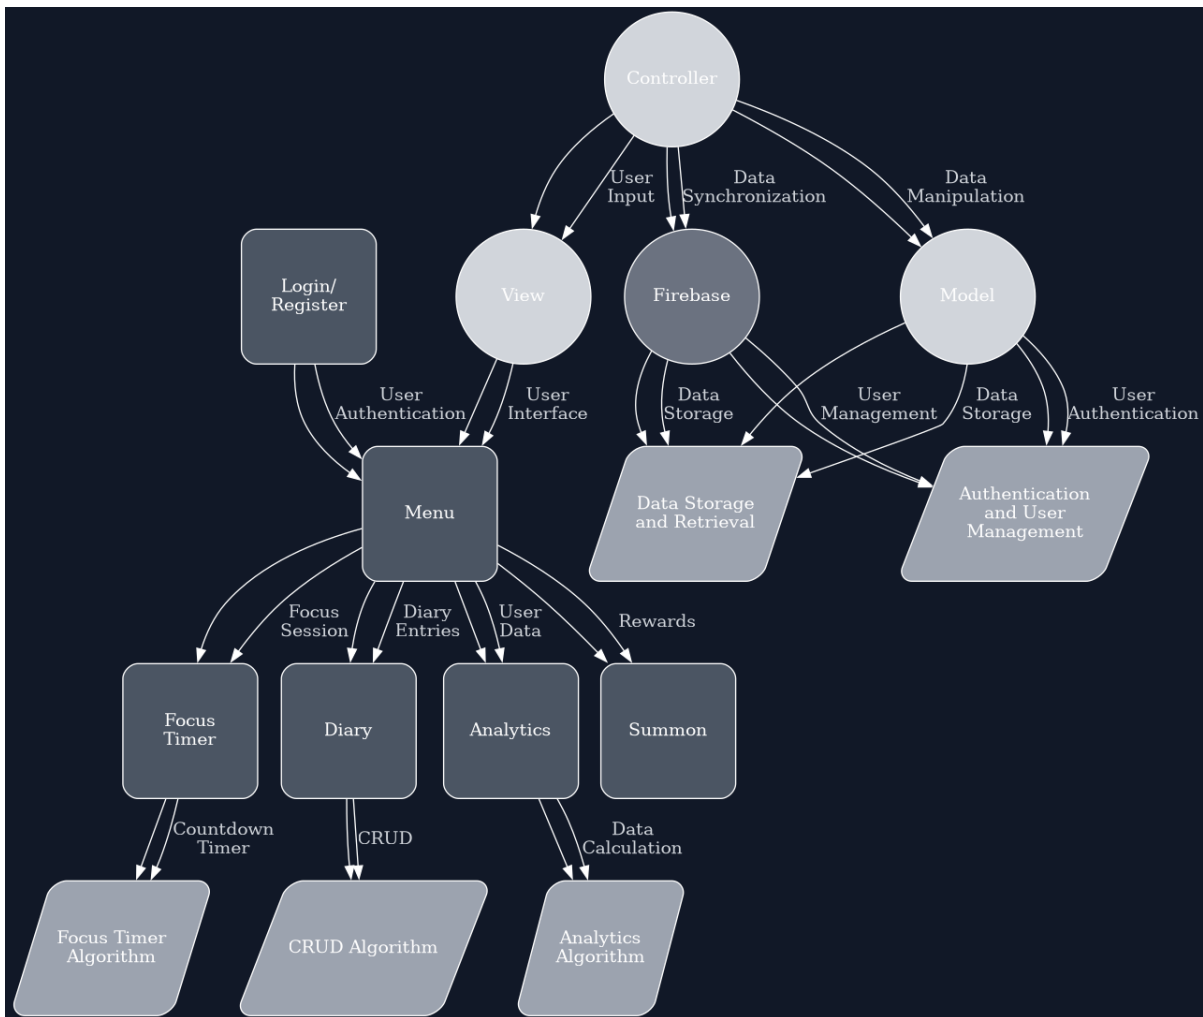 Controller
User
Input
Data
Synchronization
Data
Manipulation
Login/
Register
View
Firebase
Model
User
Authentication
User
Interface
Data
Storage
User
Management
Data
Storage
User
Authentication
Menu
Data Storage
and Retrieval
Authentication
and User
Management
Focus
Session
Diary
Entries
User
Data
Rewards
Focus
Timer
Diary
Analytics
Summon
Countdown
Timer
CRUD
Data
Calculation
Focus Timer
Algorithm
CRUD Algorithm
Analytics
Algorithm